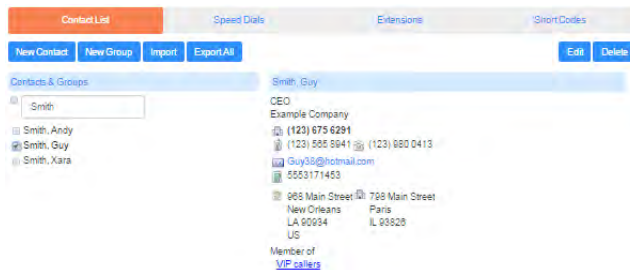 Contact List Speed Dials Extensions Short Codes
New Contact New Group Import Export All Edit Delete
Contacts & Groups Smith, Guy
Smith
Smith, Andy
Smith, Guy
Smith, Xara
CEO
Example Company
(123) 675 6291
(123) 565 8941 (123) 980 0413
Guy38@hotmail.com
5553171453
968 Main Street 798 Main Street
New Orleans Paris
LA 90934 IL 93826
US
Member of
VIP callers